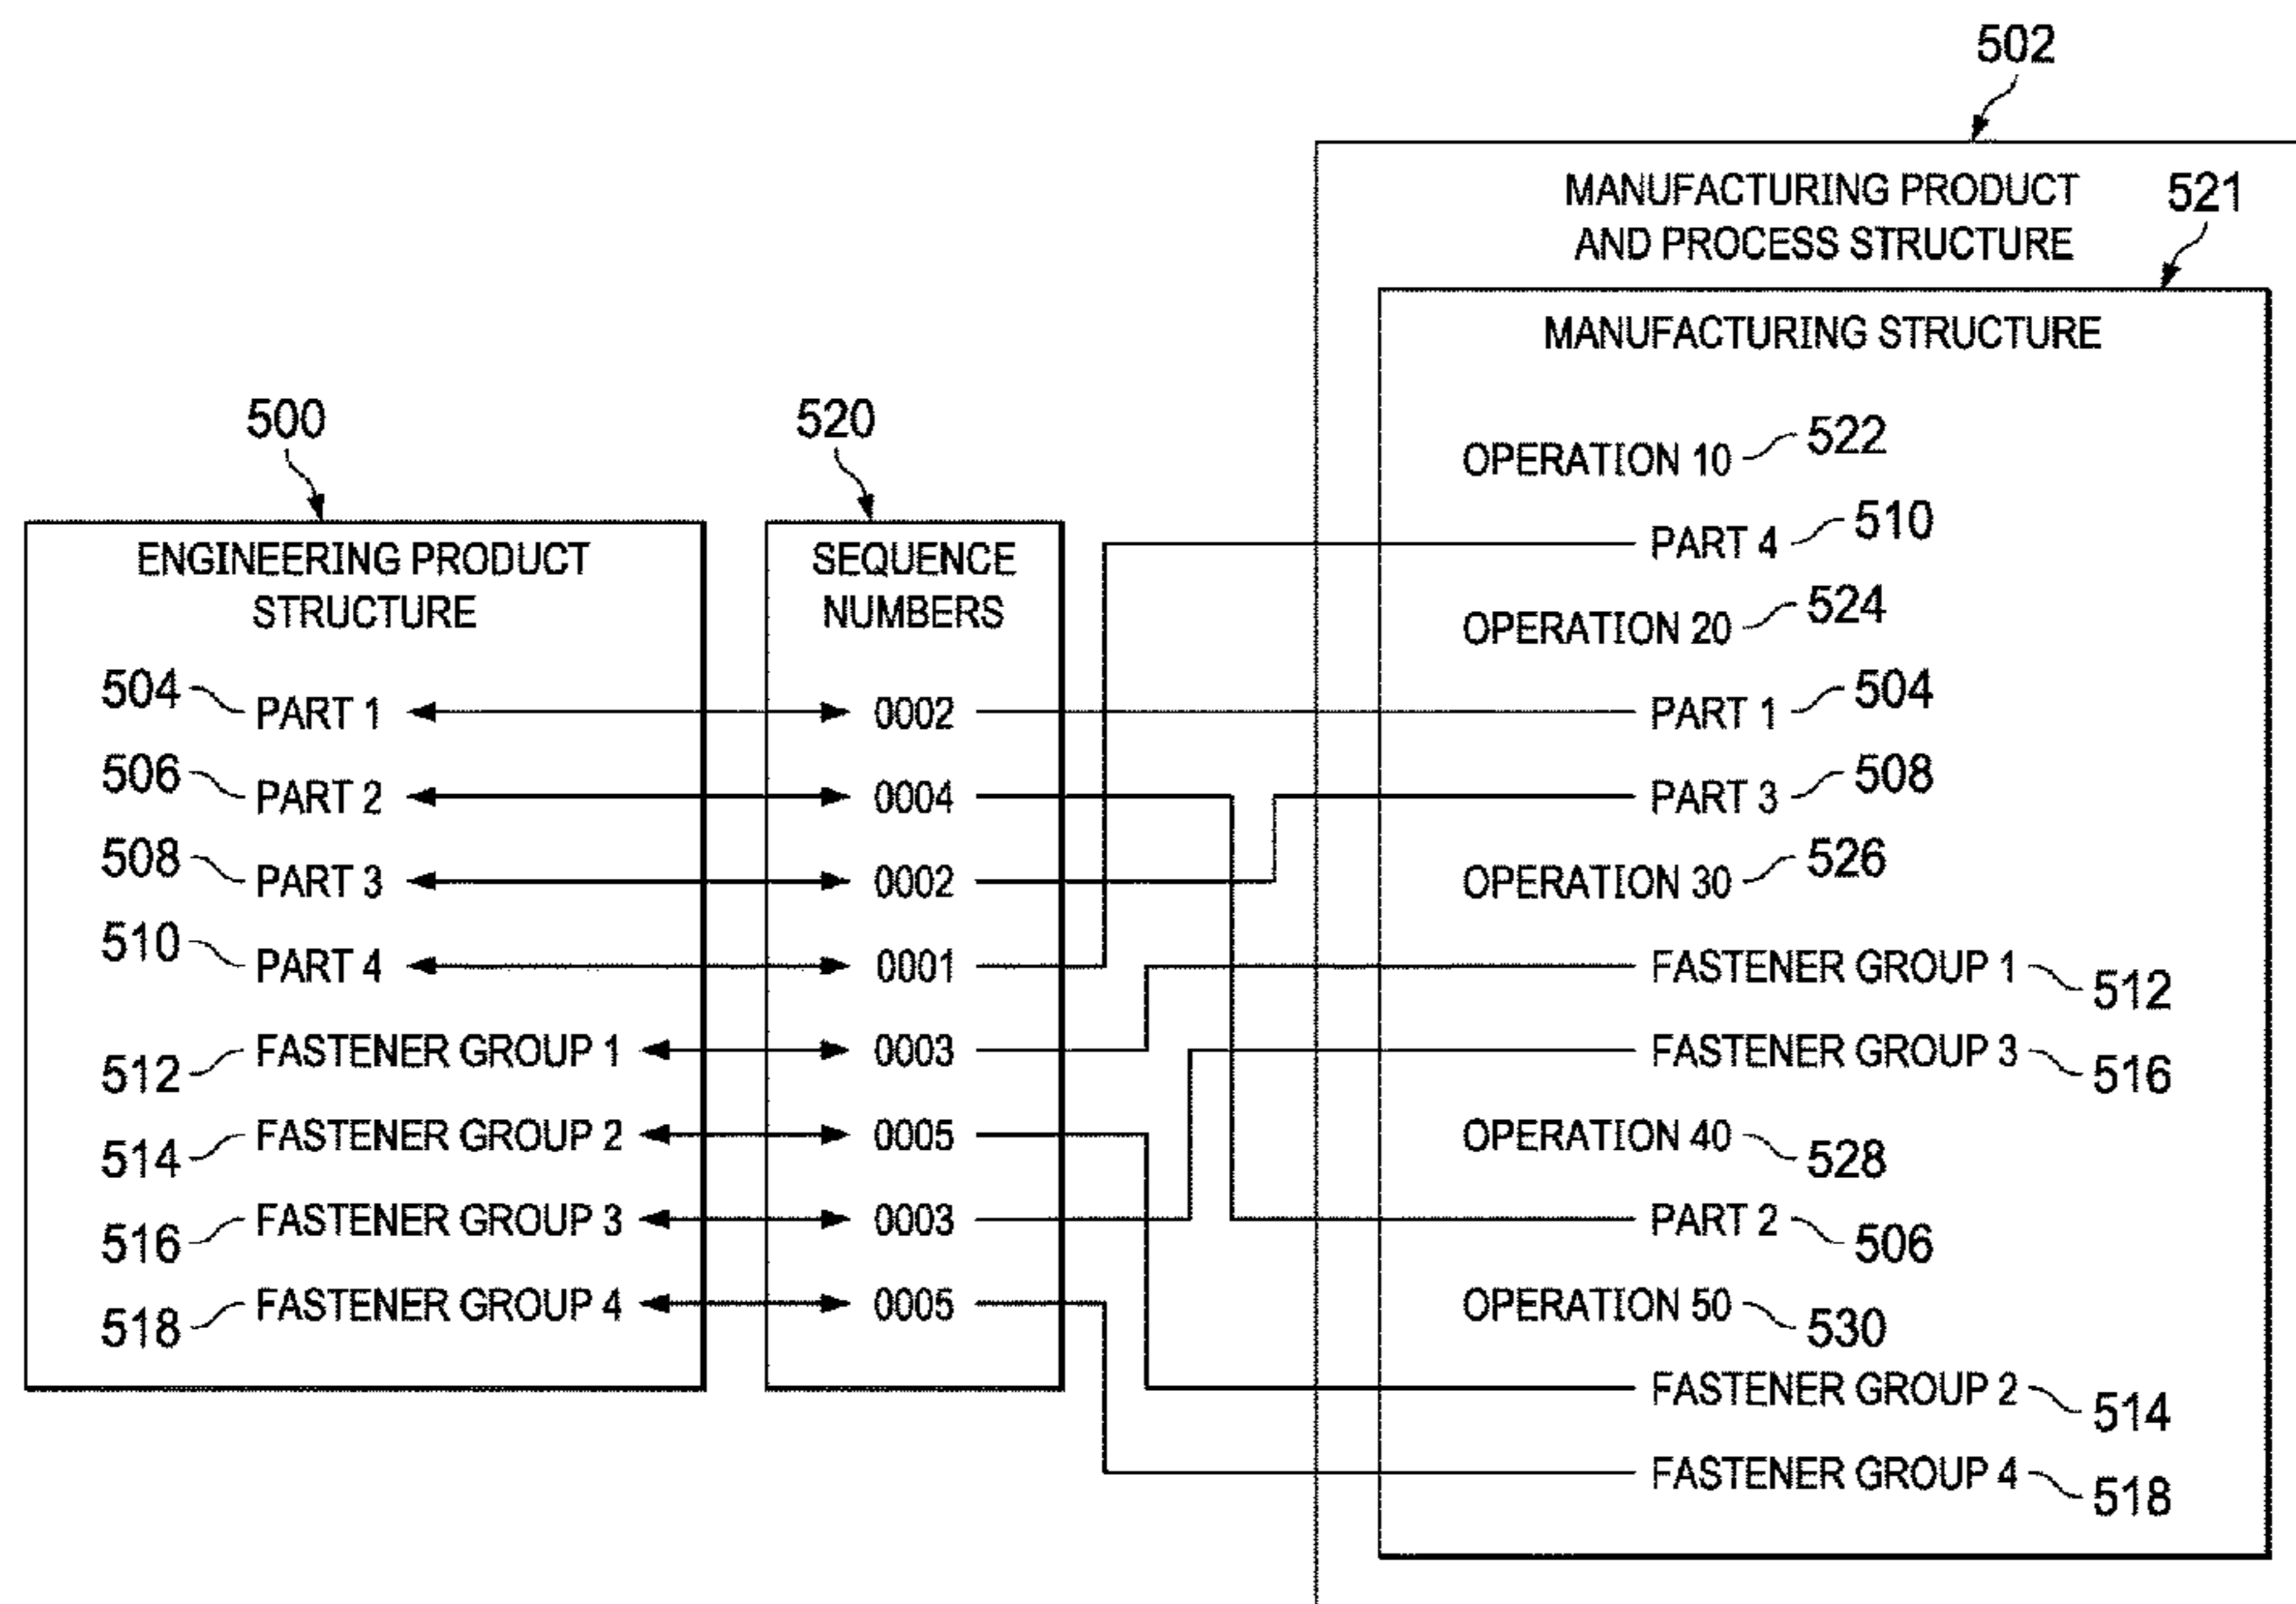 502
MANUFACTURING PRODUCT
AND PROCESS STRUCTURE
521
MANUFACTURING STRUCTURE
500
ENGINEERING PRODUCT
STRUCTURE
504 PART 1
506 PART 2
508 PART 3
510 PART 4
512 FASTENER GROUP 1
514 FASTENER GROUP 2
516 FASTENER GROUP 3
518 FASTENER GROUP 4
520
SEQUENCE
NUMBERS
0002
0004
0002
0001
0003
0005
0003
0005
OPERATION 10 522
PART 4 510
OPERATION 20 524
PART 1 504
PART 3 508
OPERATION 30 526
FASTENER GROUP 1 512
FASTENER GROUP 3 516
OPERATION 40 528
PART 2 506
OPERATION 50 530
FASTENER GROUP 2 514
FASTENER GROUP 4 518